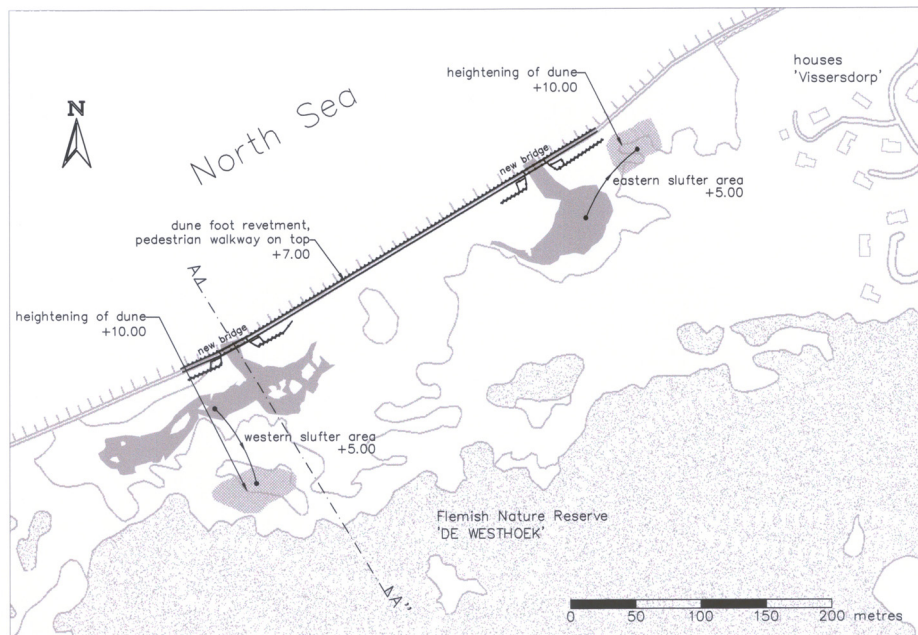 houses
'Vissersdorp'
heightening of dune
+10.00
N
North Sea
new bridge
eastern slufter area
+5.00
dune foot revetment,
pedestrian walkway on top
+7.00
A
heightening of dune
+10.00
new bridge
western slufter area
+5.00
Flemish Nature Reserve
'DE WESTHOEK'
A"
0 50 100 150 200 metres